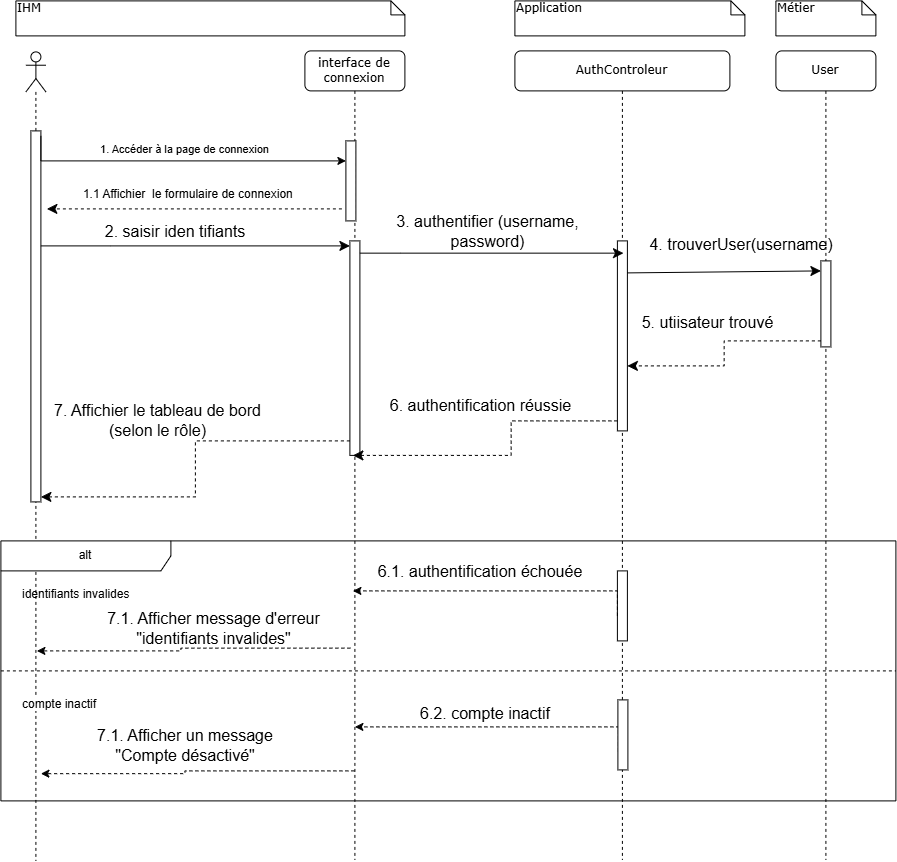 IHM
Application
Métier
interface de
connexion
AuthControleur
User
1. Accéder à la page de connexion
1.1 Affichier le formulaire de connexion
2. saisir iden tifiants
3. authentifier (username,
password)
4. trouverUser(username)
5. utiisateur trouvé
6. authentification réussie
7. Affichier le tableau de bord
(selon le rôle)
alt
6.1. authentification échouée
identifiants invalides
7.1. Afficher message d'erreur
"identifiants invalides"
compte inactif
6.2. compte inactif
7.1. Afficher un message
"Compte désactivé"